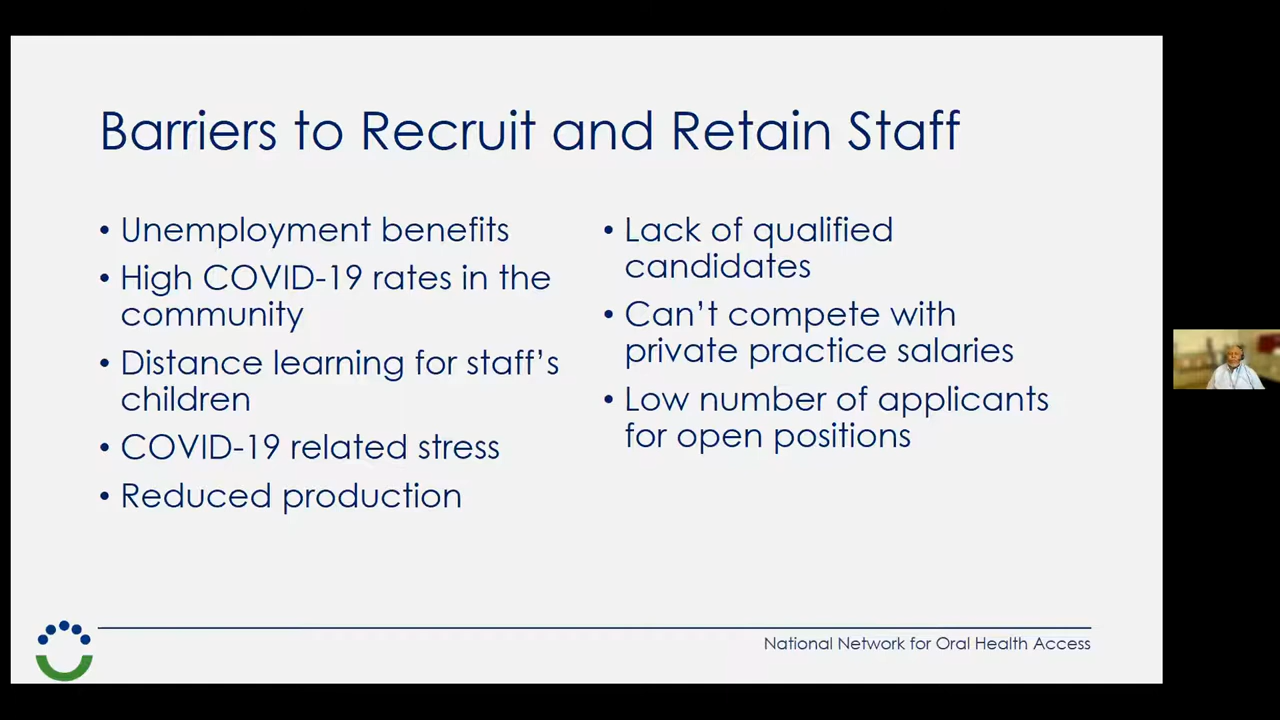 Barriers to Recruit and Retain Staff
• Unemployment benefits
• High COVID-19 rates in the
community
• Distance learning for staff’s
children
• COVID-19 related stress
• Reduced production
• Lack of qualified
candidates
• Can’t compete with
private practice salaries
• Low number of applicants
for open positions
National Network for Oral Health Access